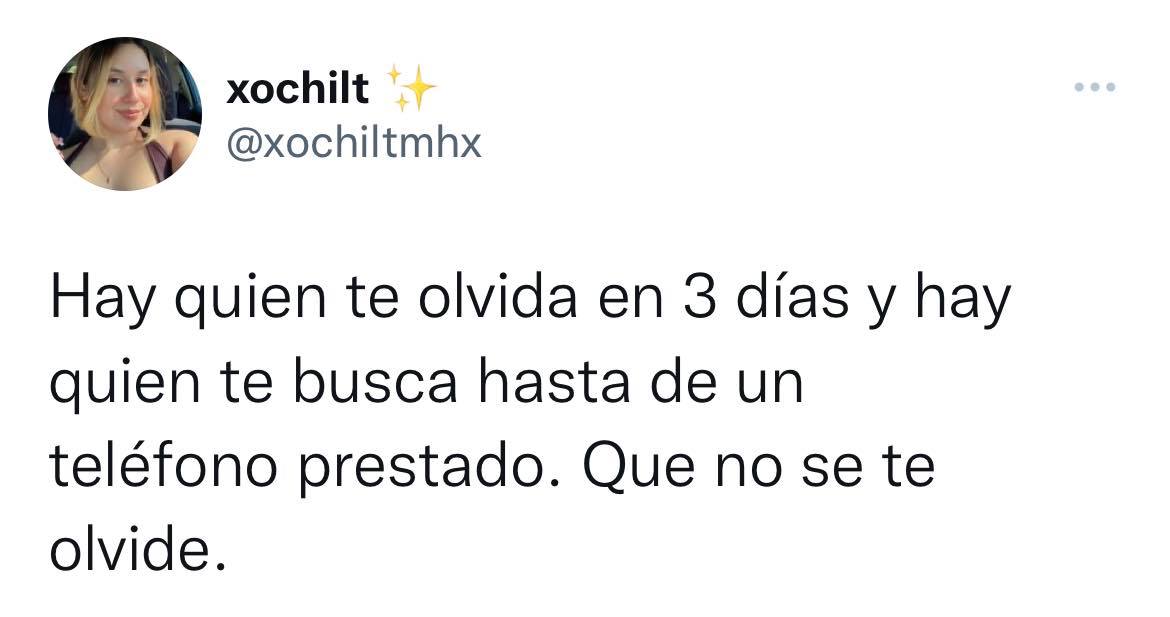 xochilt ✨
@xochiltmhx
Hay quien te olvida en 3 días y hay
quien te busca hasta de un
teléfono prestado. Que no se te
olvide.